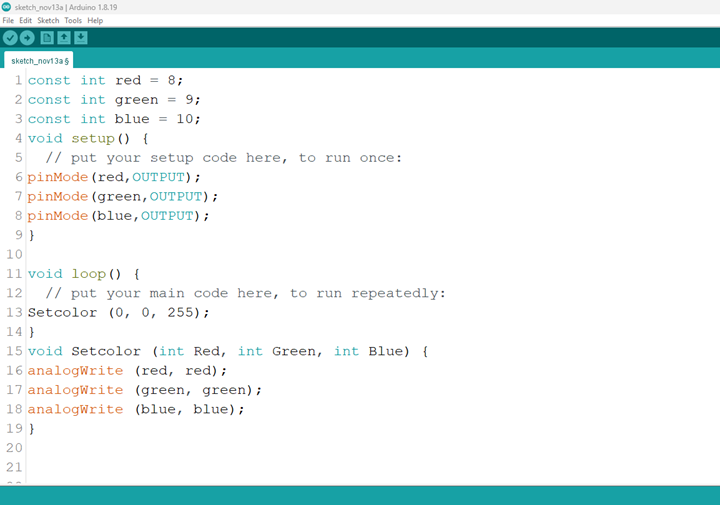 sketch_nov13a | Arduino 1.8.19
File Edit Sketch Tools Help
sketch_nov13a §
1 const int red = 8;
2 const int green = 9;
3 const int blue = 10;
4 void setup() {
5   // put your setup code here, to run once:
6 pinMode(red,OUTPUT);
7 pinMode(green,OUTPUT);
8 pinMode(blue,OUTPUT);
9 }
10
11 void loop() {
12   // put your main code here, to run repeatedly:
13 Setcolor (0, 0, 255);
14 }
15 void Setcolor (int Red, int Green, int Blue) {
16 analogWrite (red, red);
17 analogWrite (green, green);
18 analogWrite (blue, blue);
19 }
20
21